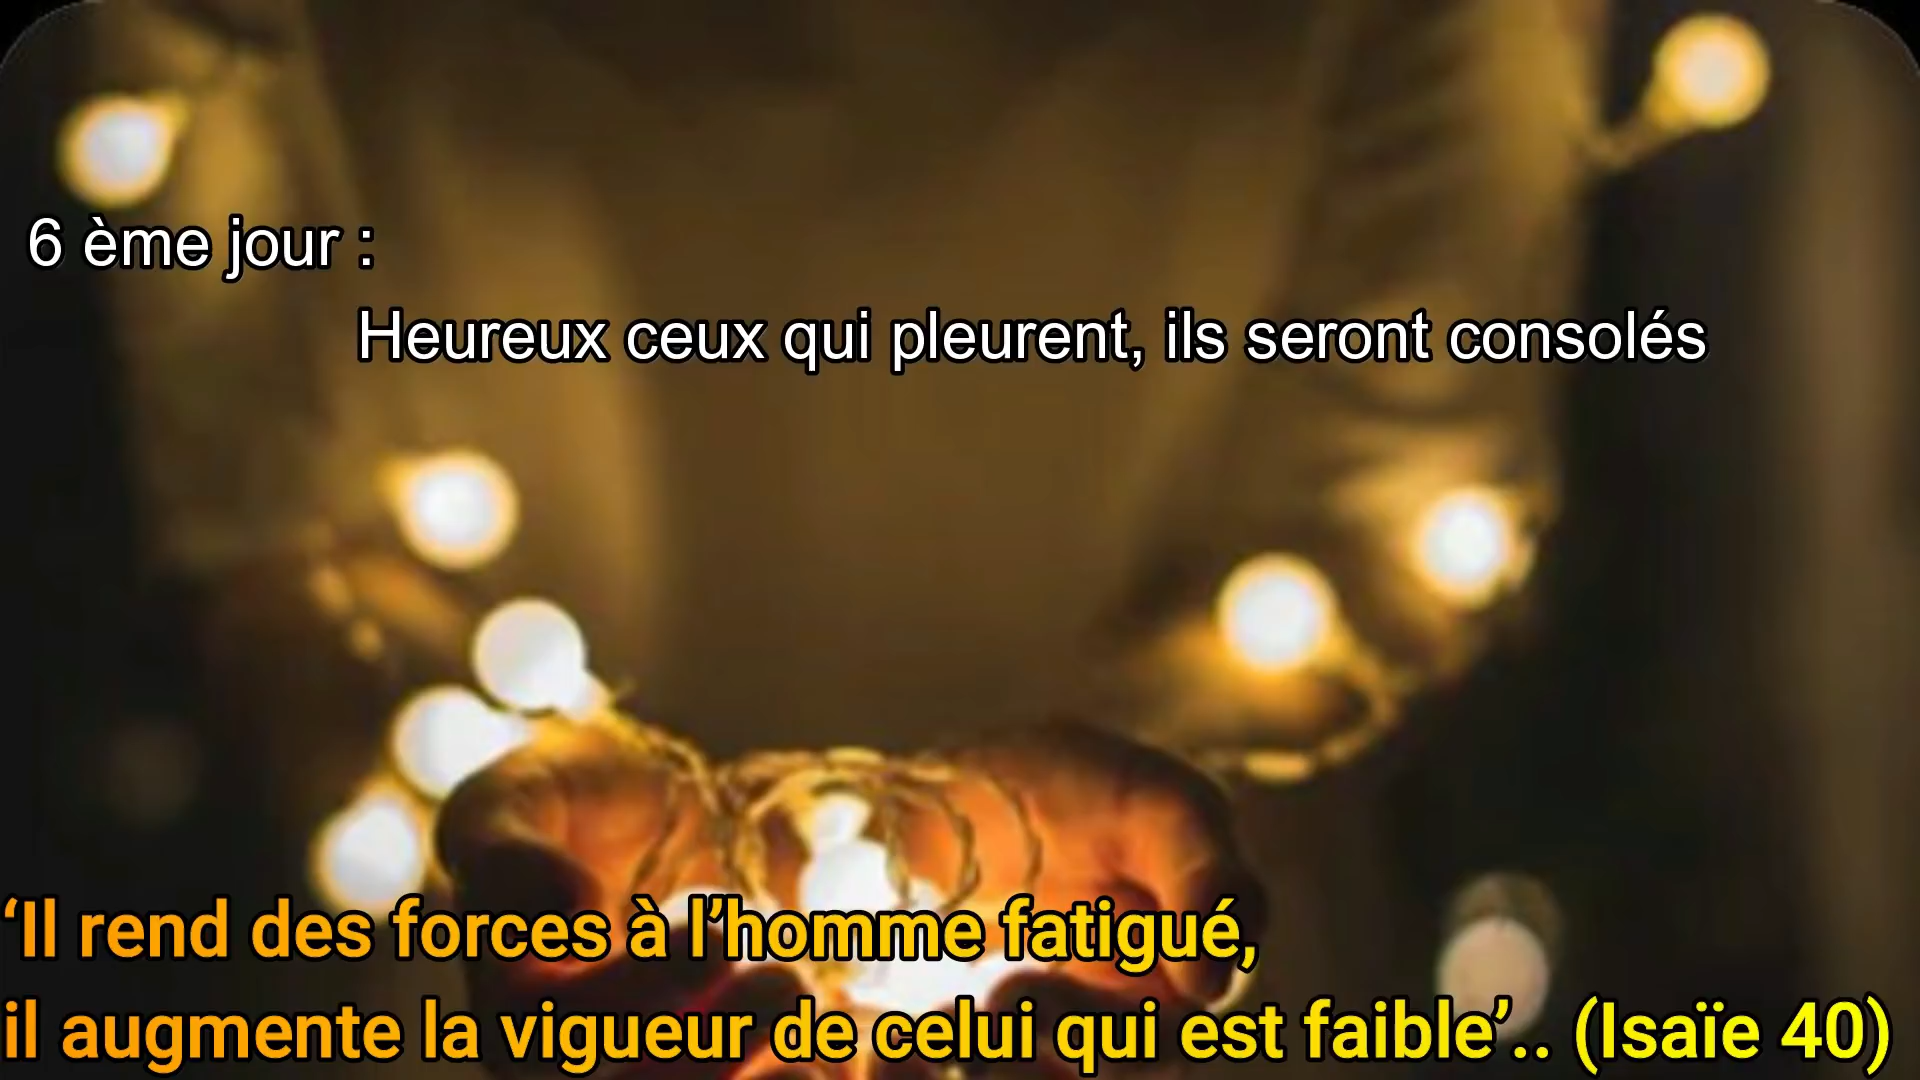 6 ème jour :
Heureux ceux qui pleurent, ils seront consolés
‘Il rend des forces à l’homme fatigué,
il augmente la vigueur de celui qui est faible’.. (Isaïe 40)